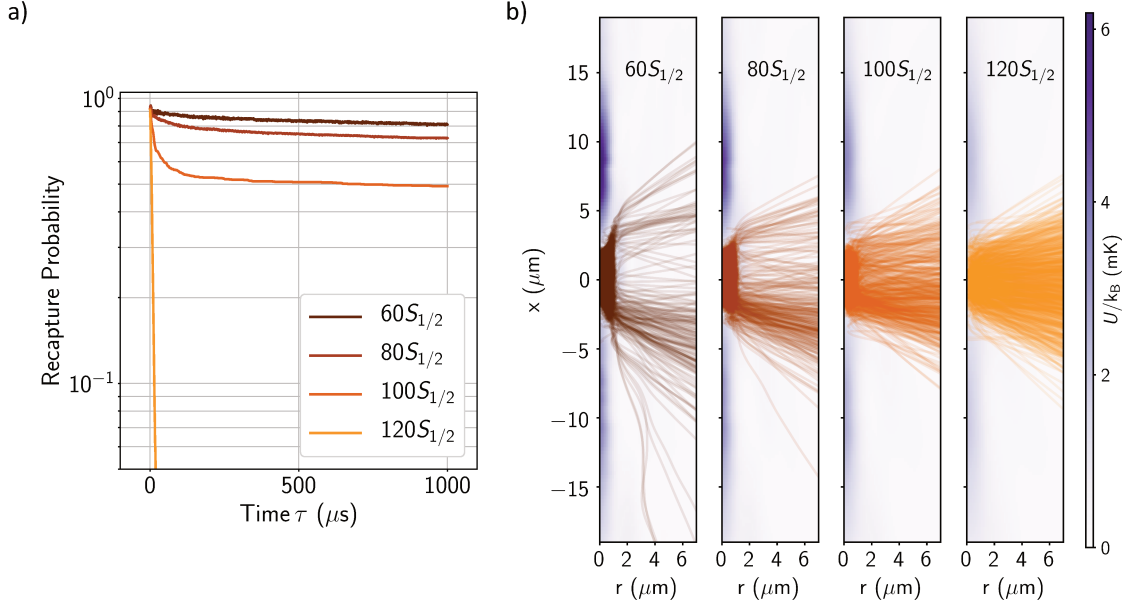 a)
Recapture Probability
10⁰
10⁻¹
0 500 1000
Time τ (μs)
60S₁/₂
80S₁/₂
100S₁/₂
120S₁/₂
b)
x (μm)
15
10
5
0
−5
−10
−15
60S₁/₂ 80S₁/₂ 100S₁/₂ 120S₁/₂
0 2 4 6 0 2 4 6 0 2 4 6 0 2 4 6
r (μm) r (μm) r (μm) r (μm)
6
4
2
0
U/k_B (mK)